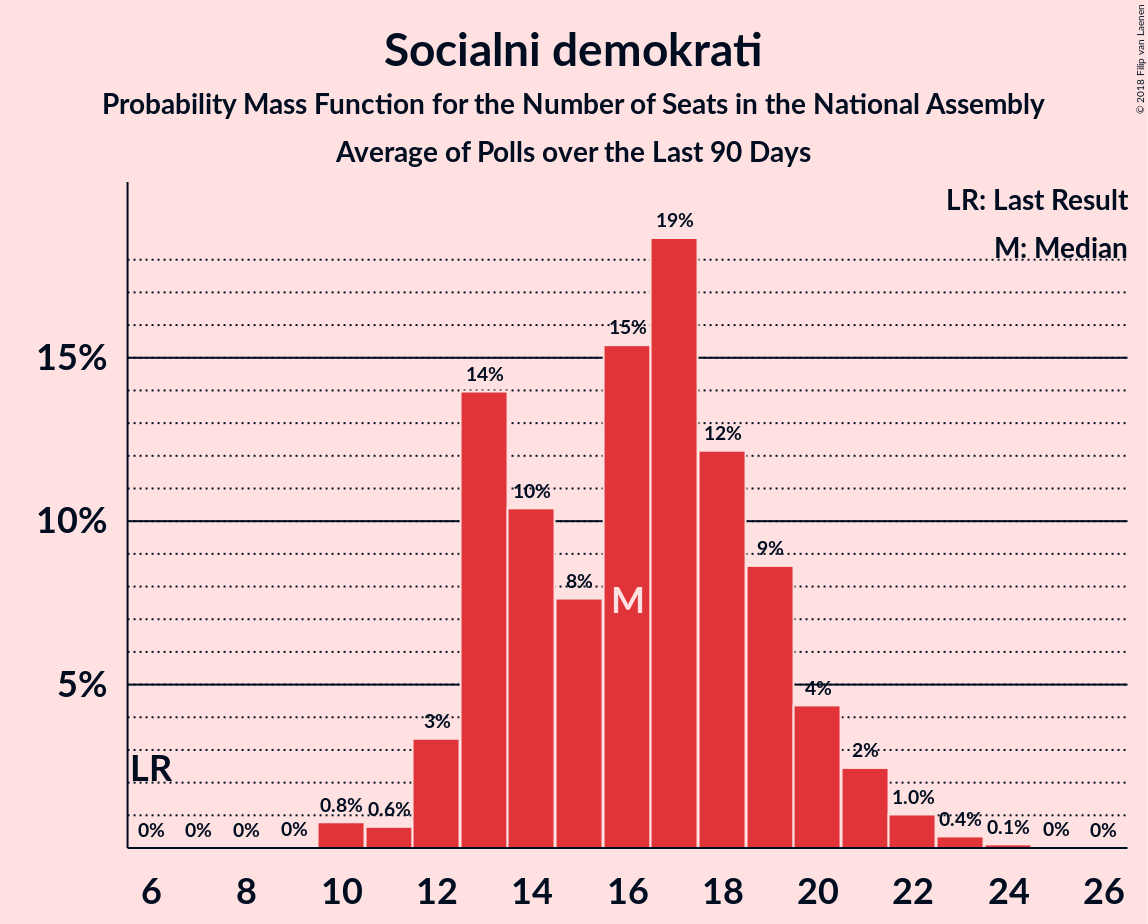 Socialni demokrati
Probability Mass Function for the Number of Seats in the National Assembly
Average of Polls over the Last 90 Days
© 2018 Filip van Laenen
LR: Last Result
M: Median
19%
15%
15%
14%
12%
10%
10%
9%
8%
M
5%
4%
3%
2%
LR
1.0%
0.8%
0.6%
0.4%
0.1%
0% 0% 0% 0% 0% 0%
6 8 10 12 14 16 18 20 22 24 26